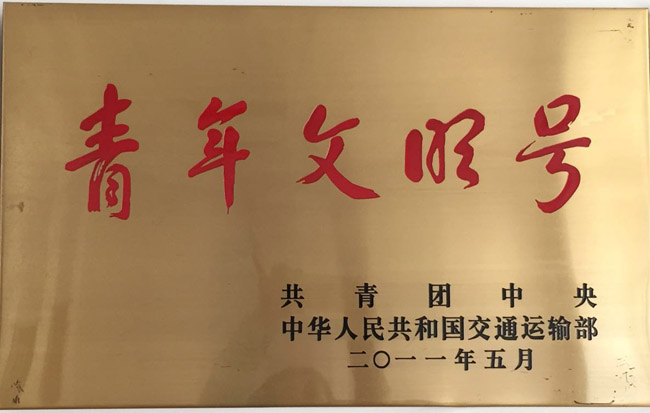 青年文明号
共青团中央
中华人民共和国交通运输部
二〇一一年五月